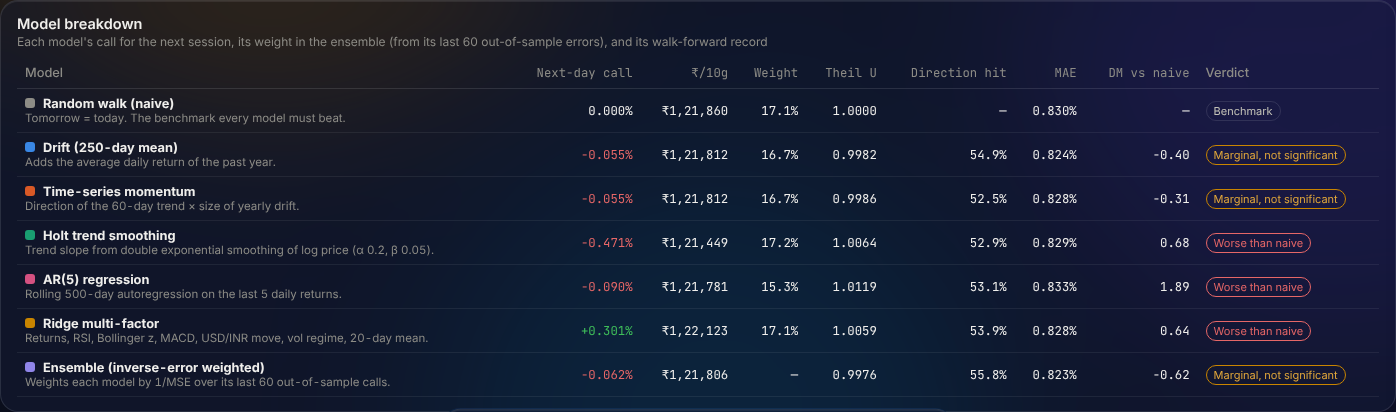 Model breakdown
Each model's call for the next session, its weight in the ensemble (from its last 60 out-of-sample errors), and its walk-forward record
Model Next-day call ₹/10g Weight Theil U Direction hit MAE DM vs naive Verdict
Random walk (naive) 0.000% ₹1,21,860 17.1% 1.0000 — 0.830% — Benchmark
Tomorrow = today. The benchmark every model must beat.
Drift (250-day mean) -0.055% ₹1,21,812 16.7% 0.9982 54.9% 0.824% -0.40 Marginal, not significant
Adds the average daily return of the past year.
Time-series momentum -0.055% ₹1,21,812 16.7% 0.9986 52.5% 0.828% -0.31 Marginal, not significant
Direction of the 60-day trend × size of yearly drift.
Holt trend smoothing -0.471% ₹1,21,449 17.2% 1.0064 52.9% 0.829% 0.68 Worse than naive
Trend slope from double exponential smoothing of log price (α 0.2, β 0.05).
AR(5) regression -0.090% ₹1,21,781 15.3% 1.0119 53.1% 0.833% 1.89 Worse than naive
Rolling 500-day autoregression on the last 5 daily returns.
Ridge multi-factor +0.301% ₹1,22,123 17.1% 1.0059 53.9% 0.828% 0.64 Worse than naive
Returns, RSI, Bollinger z, MACD, USD/INR move, vol regime, 20-day mean.
Ensemble (inverse-error weighted) -0.062% ₹1,21,806 — 0.9976 55.8% 0.823% -0.62 Marginal, not significant
Weights each model by 1/MSE over its last 60 out-of-sample calls.